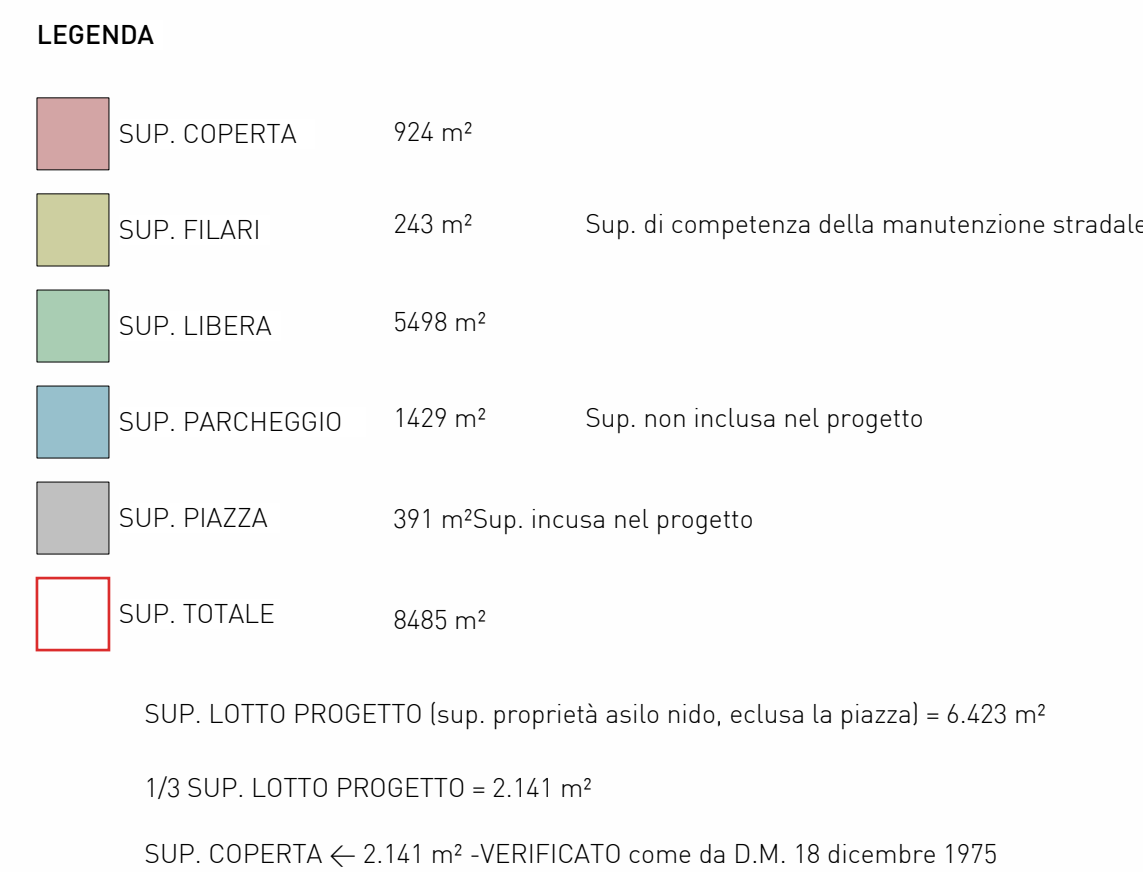 LEGENDA
SUP. COPERTA 924 m²
SUP. FILARI 243 m² Sup. di competenza della manutenzione stradale
SUP. LIBERA 5498 m²
SUP. PARCHEGGIO 1429 m² Sup. non inclusa nel progetto
SUP. PIAZZA 391 m²Sup. incusa nel progetto
SUP. TOTALE 8485 m²
SUP. LOTTO PROGETTO (sup. proprietà asilo nido, eclusa la piazza) = 6.423 m²
1/3 SUP. LOTTO PROGETTO = 2.141 m²
SUP. COPERTA ← 2.141 m² -VERIFICATO come da D.M. 18 dicembre 1975